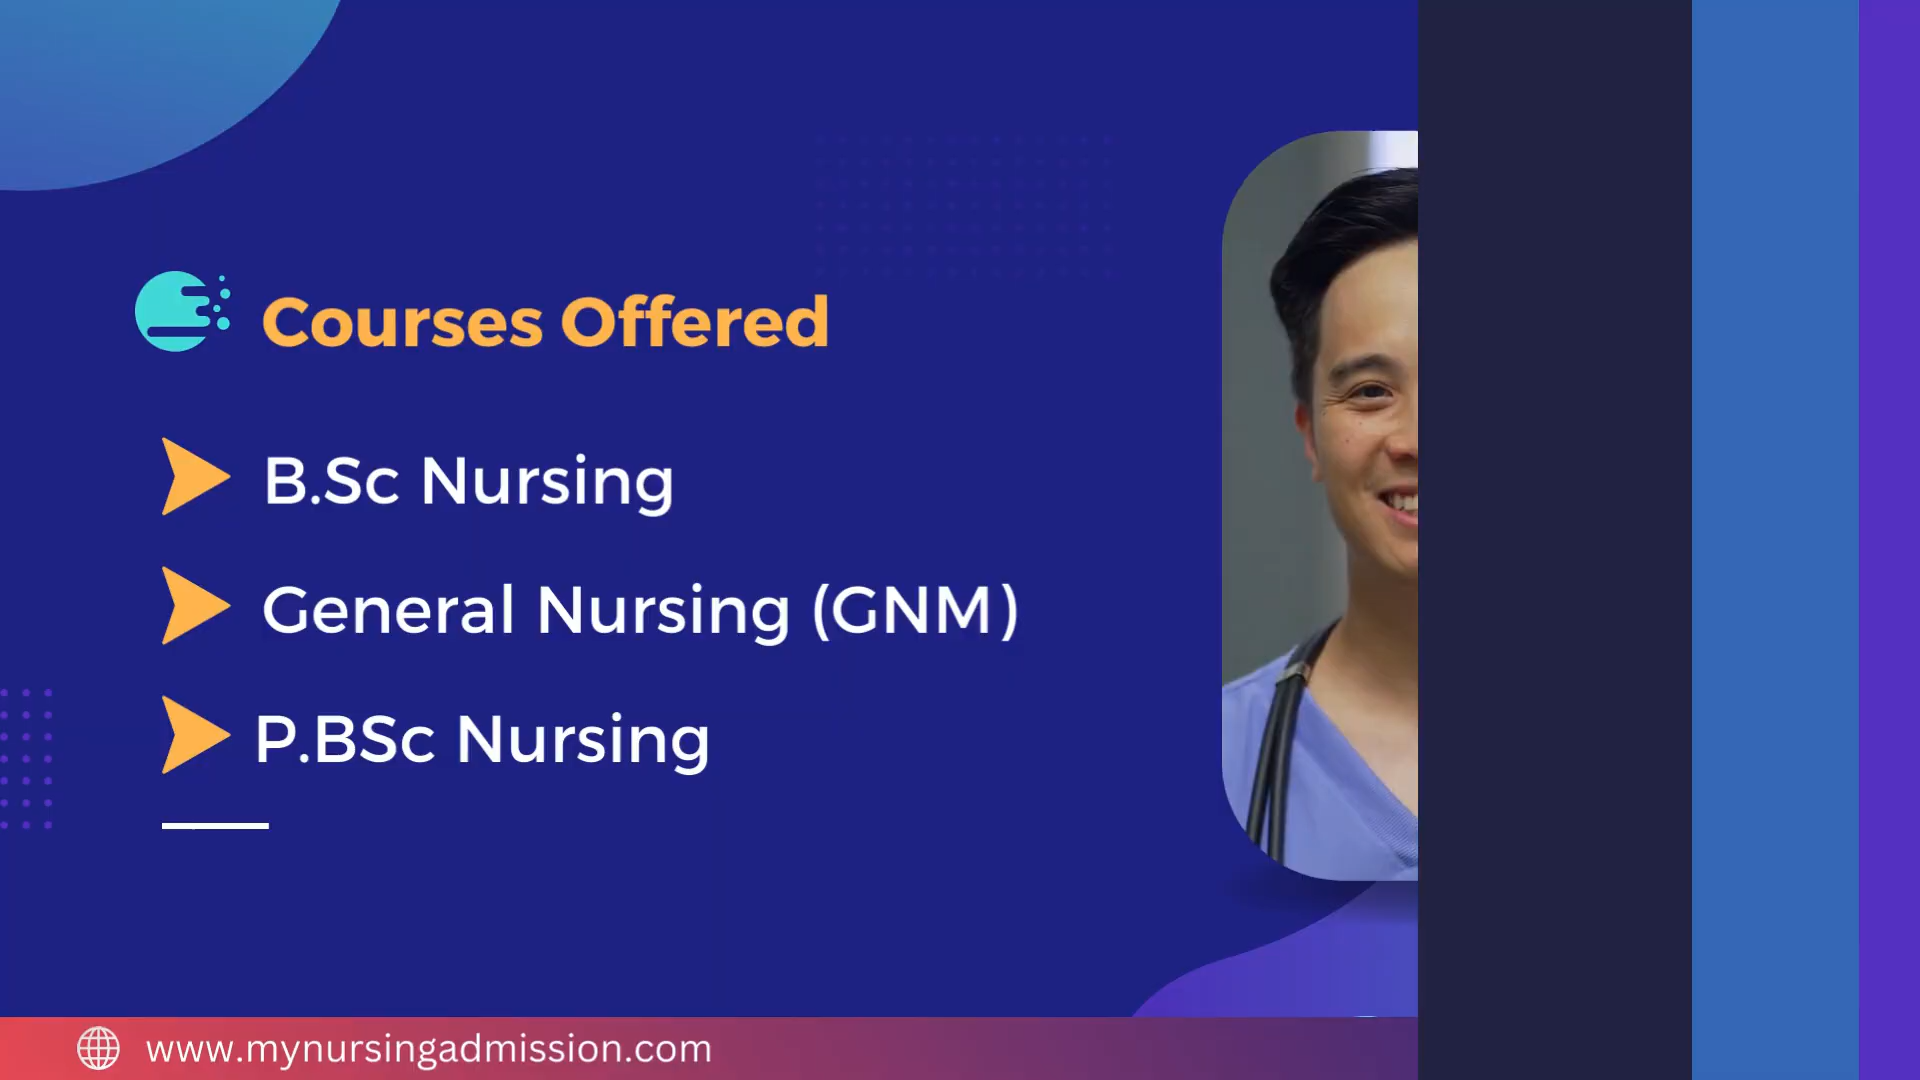 Courses Offered
B.Sc Nursing
General Nursing (GNM)
P.BSc Nursing
www.mynursingadmission.com